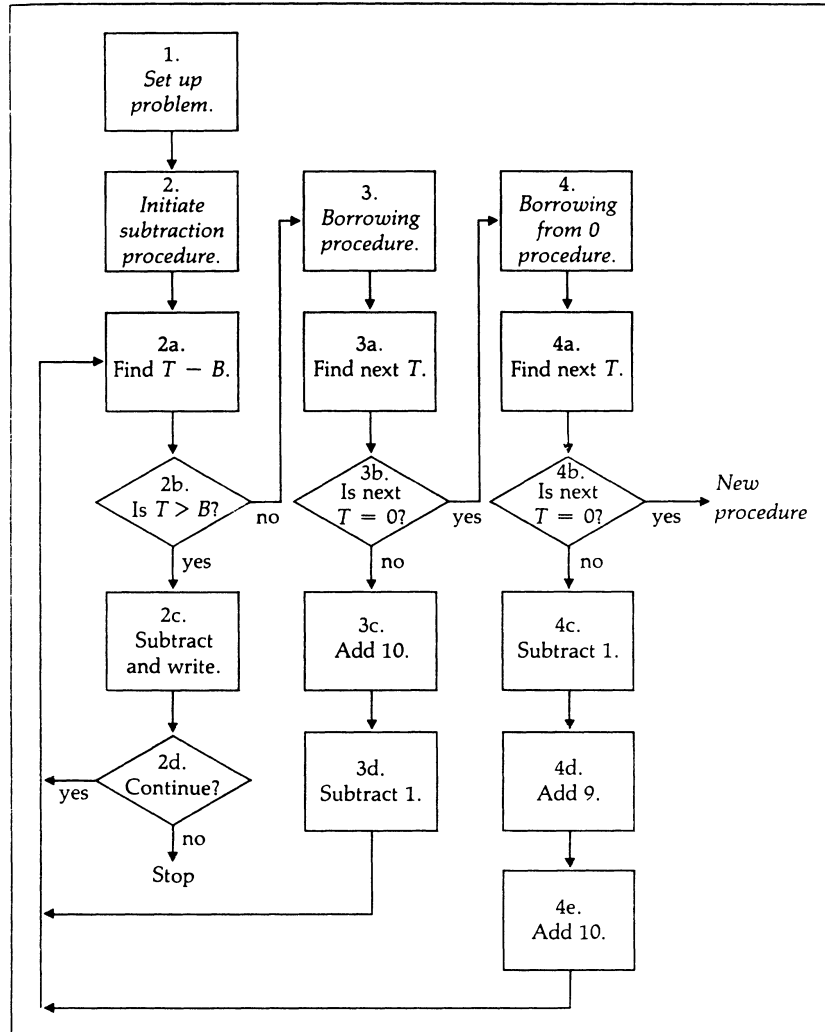 1.
Set up
problem.
2.
Initiate
subtraction
procedure.
2a.
Find T − B.
2b.
Is T > B?
no
yes
2c.
Subtract
and write.
2d.
Continue?
yes
no
Stop
3.
Borrowing
procedure.
3a.
Find next T.
3b.
Is next
T = 0?
yes
no
3c.
Add 10.
3d.
Subtract 1.
4.
Borrowing
from 0
procedure.
4a.
Find next T.
4b.
Is next
T = 0?
yes
New
procedure
no
4c.
Subtract 1.
4d.
Add 9.
4e.
Add 10.